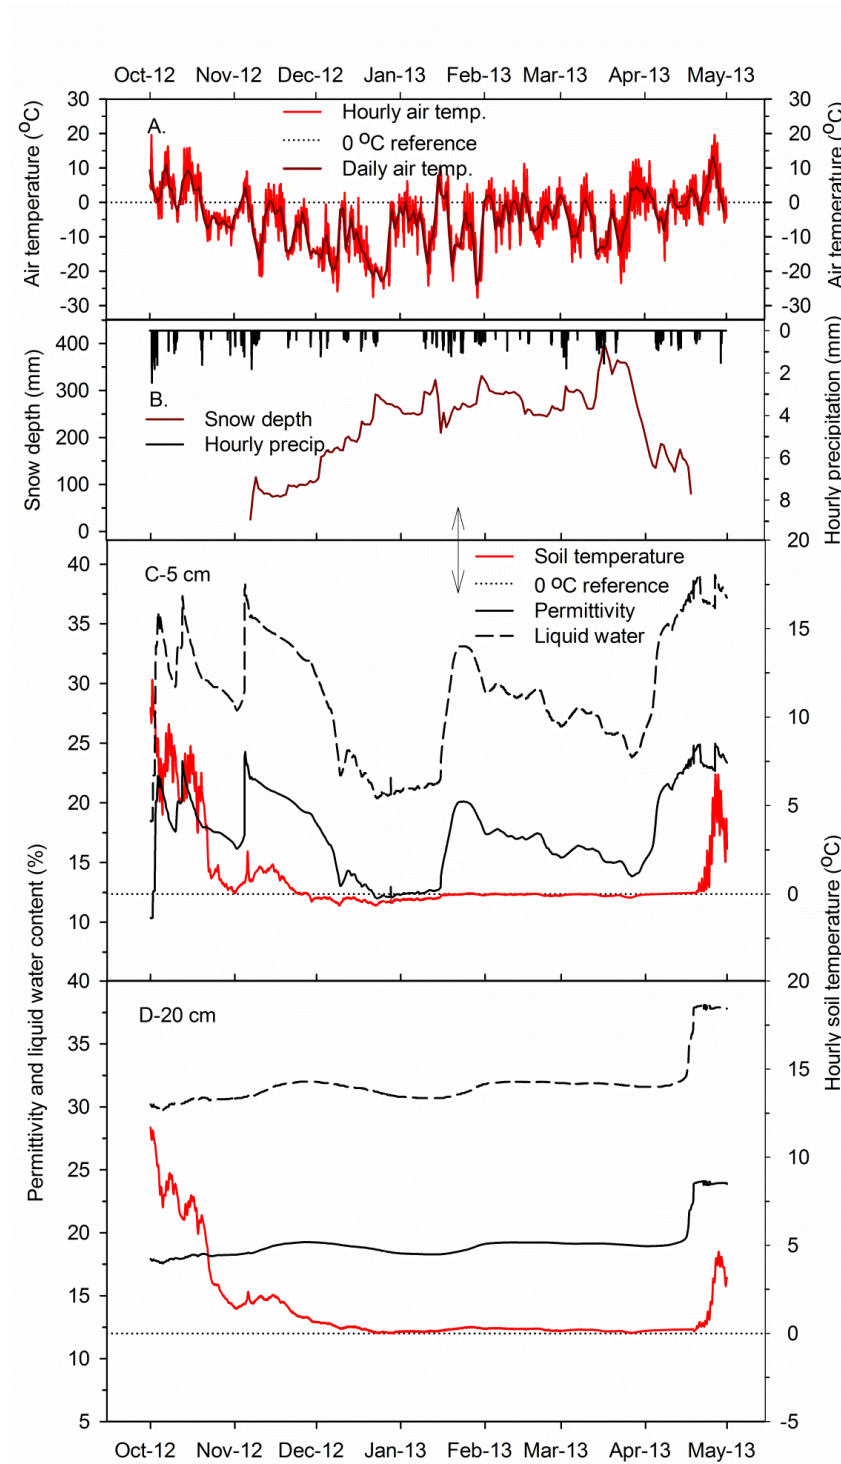 Oct-12 Nov-12 Dec-12 Jan-13 Feb-13 Mar-13 Apr-13 May-13
Air temperature (°C)
30
20
10
0
-10
-20
-30
A.
Hourly air temp.
0 °C reference
Daily air temp.
30
20
10
0
-10
-20
-30
Air temperature (°C)
Snow depth (mm)
400
300
200
100
0
B.
Snow depth
Hourly precip.
0
2
4
6
8
Hourly precipitation (mm)
Permittivity and liquid water content (%)
40
35
30
25
20
15
10
C-5 cm
Soil temperature
0 °C reference
Permittivity
Liquid water
20
15
10
5
0
Hourly soil temperature (°C)
40
35
30
25
20
15
10
5
D-20 cm
20
15
10
5
0
-5
Oct-12 Nov-12 Dec-12 Jan-13 Feb-13 Mar-13 Apr-13 May-13